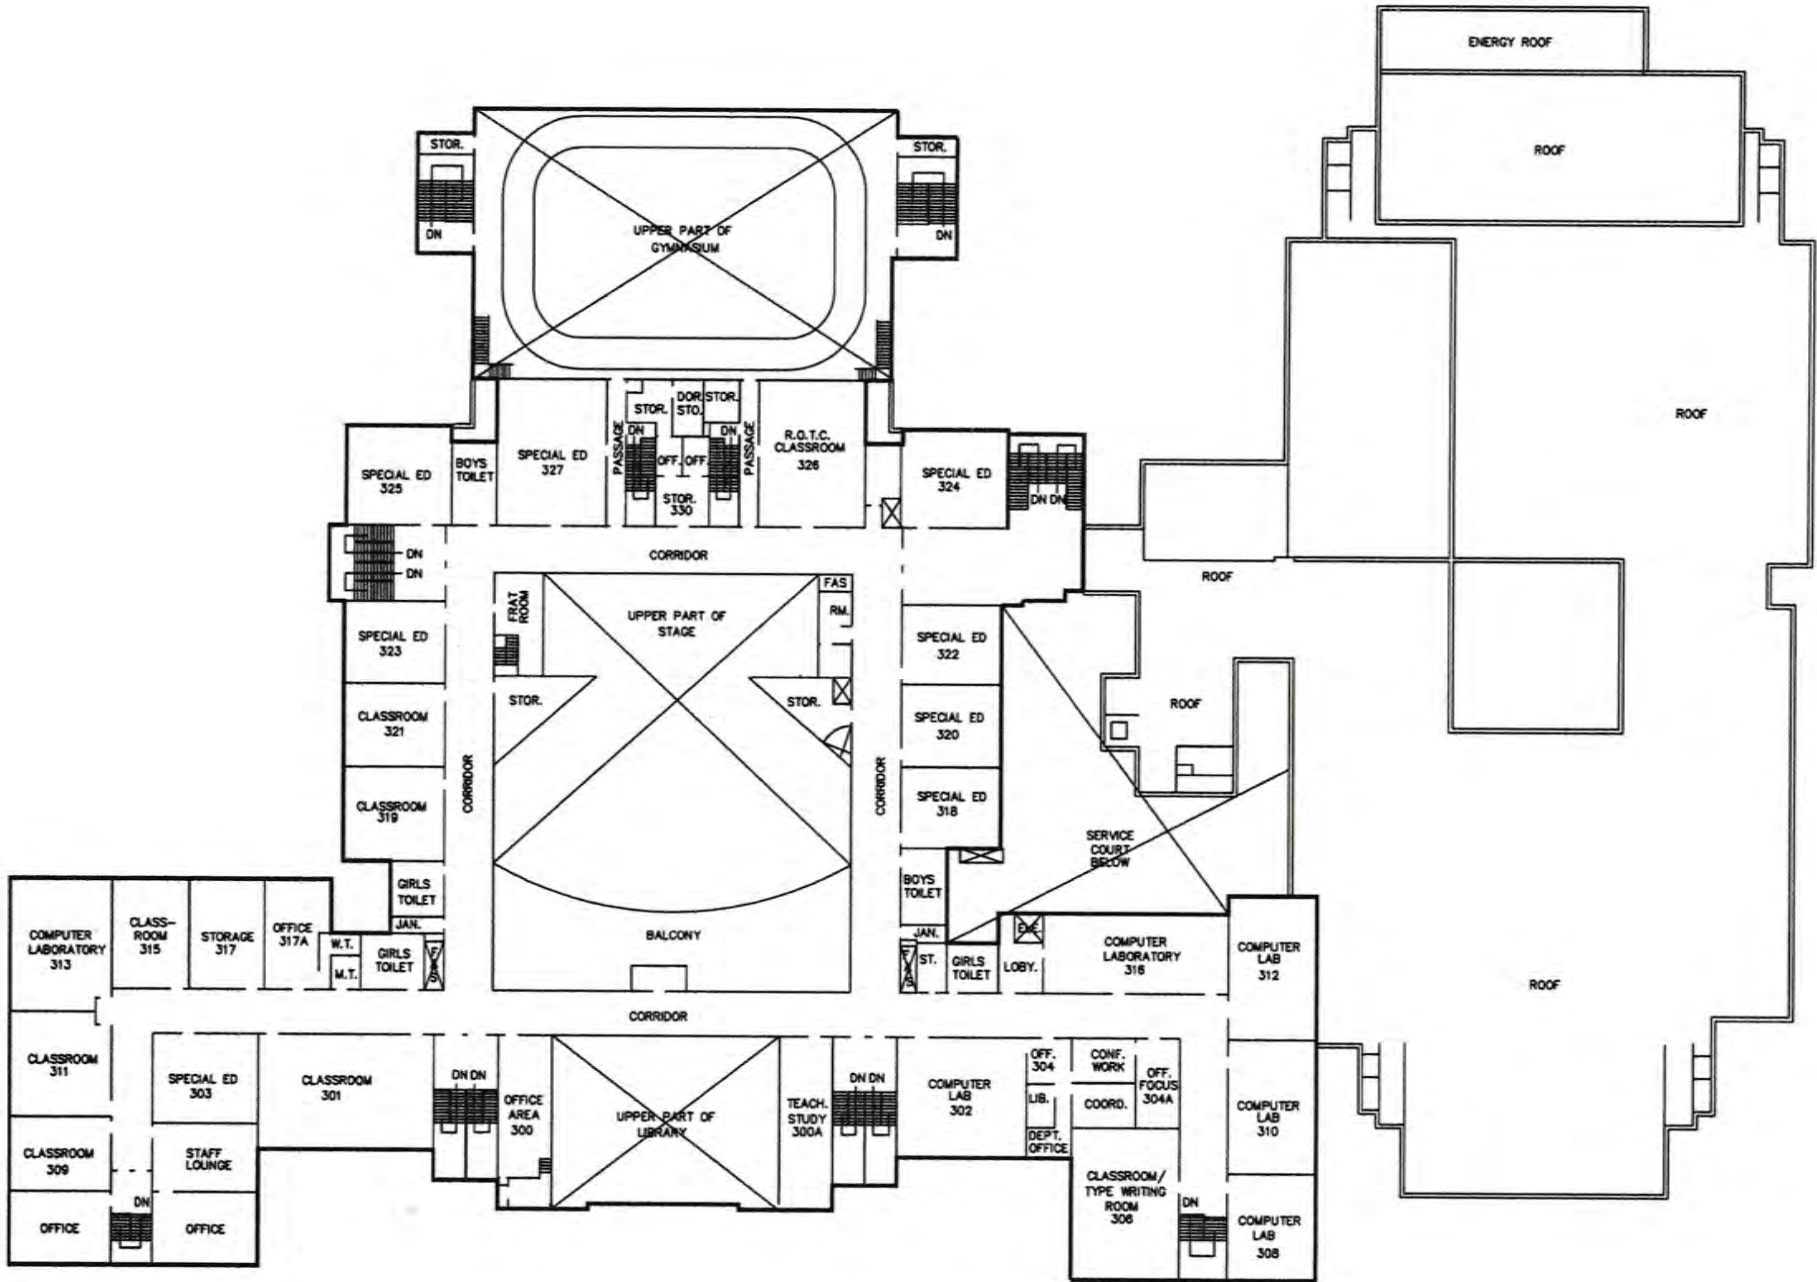 ENERGY ROOF
ROOF
STOR.
STOR.
DN
DN
UPPER PART OF
GYMNASIUM
ROOF
STOR.
DOR.
STO.
STOR.
DN
DN
PASSAGE
PASSAGE
OFF.
OFF.
STOR.
330
SPECIAL ED
325
BOYS
TOILET
SPECIAL ED
327
R.O.T.C.
CLASSROOM
326
SPECIAL ED
324
DN DN
DN
DN
CORRIDOR
ROOF
FRAT
ROOM
UPPER PART OF
STAGE
FAS
RM.
SPECIAL ED
323
SPECIAL ED
322
STOR.
STOR.
ROOF
CLASSROOM
321
SPECIAL ED
320
CORRIDOR
CORRIDOR
CLASSROOM
319
SPECIAL ED
318
SERVICE
COURT
BELOW
GIRLS
TOILET
BOYS
TOILET
JAN.
JAN.
BALCONY
COMPUTER
LABORATORY
313
CLASS-
ROOM
315
STORAGE
317
OFFICE
317A
W.T.
M.T.
GIRLS
TOILET
FAS
FAS
ST.
GIRLS
TOILET
ELE.
LOBY.
COMPUTER
LABORATORY
316
COMPUTER
LAB
312
ROOF
CORRIDOR
CLASSROOM
311
SPECIAL ED
303
CLASSROOM
301
DN DN
OFFICE
AREA
300
UPPER PART OF
LIBRARY
TEACH.
STUDY
300A
DN DN
COMPUTER
LAB
302
OFF.
304
LIB.
DEPT.
OFFICE
CONF.
WORK
COORD.
OFF.
FOCUS
304A
COMPUTER
LAB
310
CLASSROOM
309
STAFF
LOUNGE
CLASSROOM/
TYPE WRITING
ROOM
306
DN
DN
OFFICE
OFFICE
COMPUTER
LAB
308